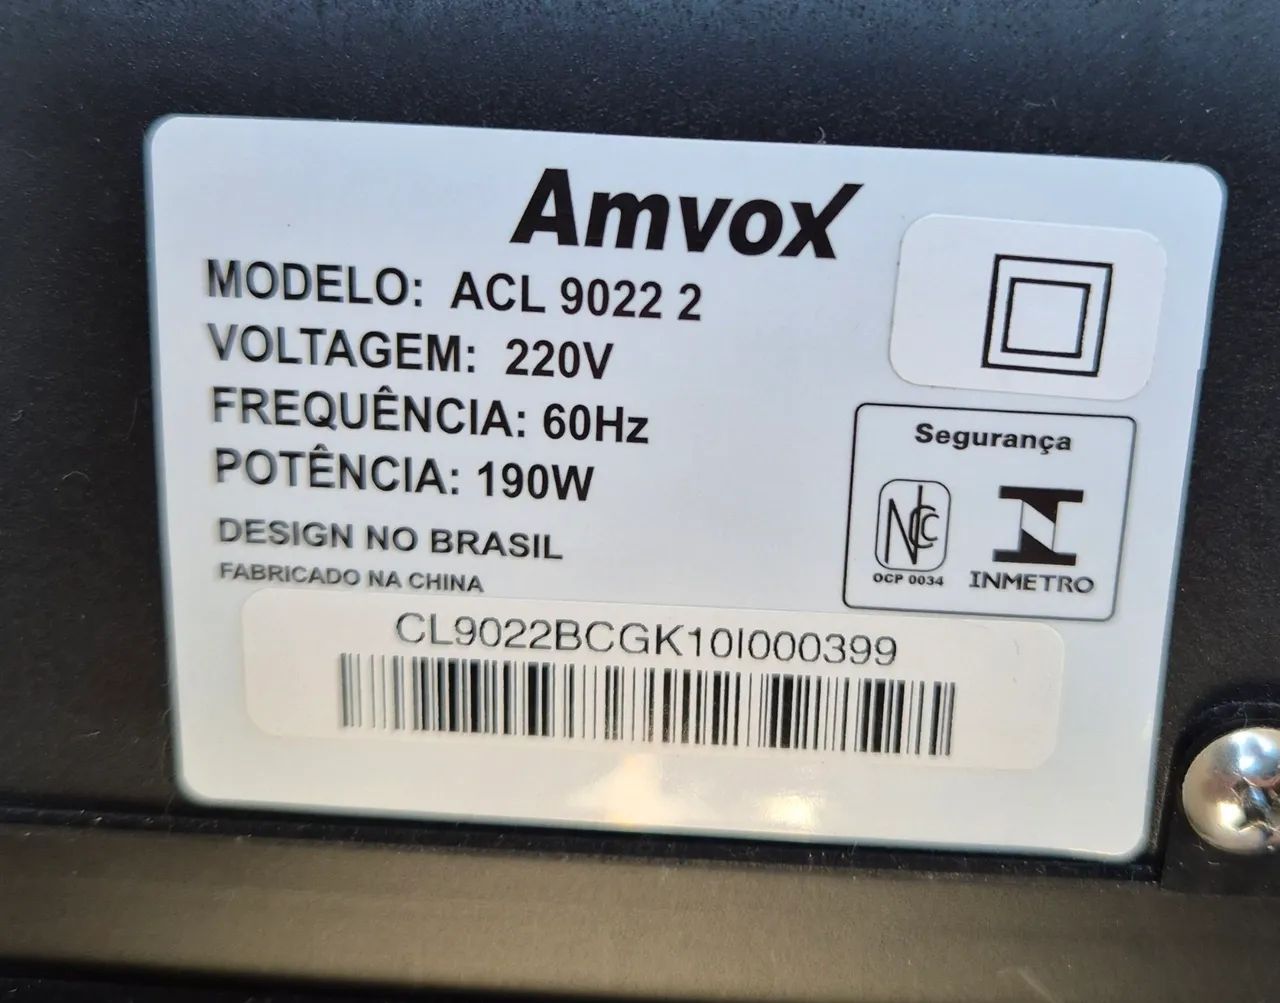 Amvox
MODELO: ACL 9022 2
VOLTAGEM: 220V
FREQUÊNCIA: 60Hz
POTÊNCIA: 190W
DESIGN NO BRASIL
FABRICADO NA CHINA
Segurança
NCC
OCP 0034
INMETRO
CL9022BCGK10I000399